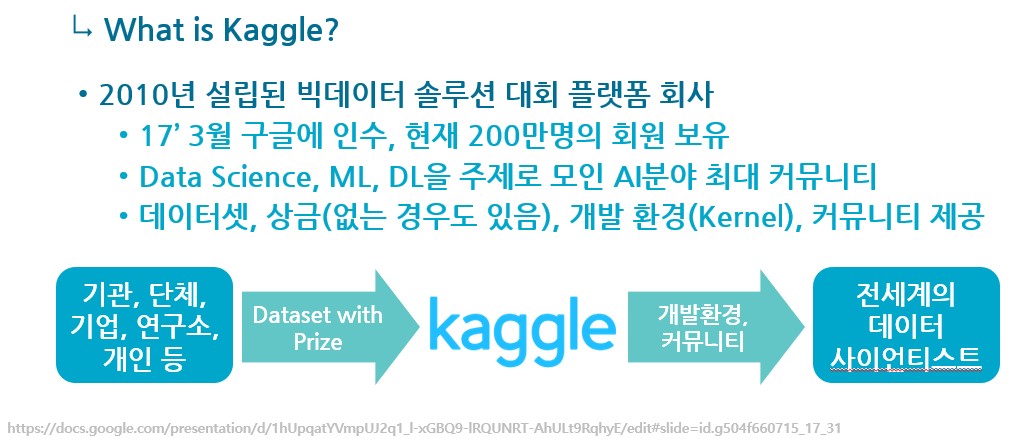 ↳ What is Kaggle?
• 2010년 설립된 빅데이터 솔루션 대회 플랫폼 회사
• 17’ 3월 구글에 인수, 현재 200만명의 회원 보유
• Data Science, ML, DL을 주제로 모인 AI분야 최대 커뮤니티
• 데이터셋, 상금(없는 경우도 있음), 개발 환경(Kernel), 커뮤니티 제공
기관, 단체,
기업, 연구소,
개인 등
Dataset with
Prize
kaggle
개발환경,
커뮤니티
전세계의
데이터
사이언티스트
https://docs.google.com/presentation/d/1hUpqatYVmpUJ2q1_l-xGBQ9-lRQUNRT-AhULt9RqhyE/edit#slide=id.g504f660715_17_31